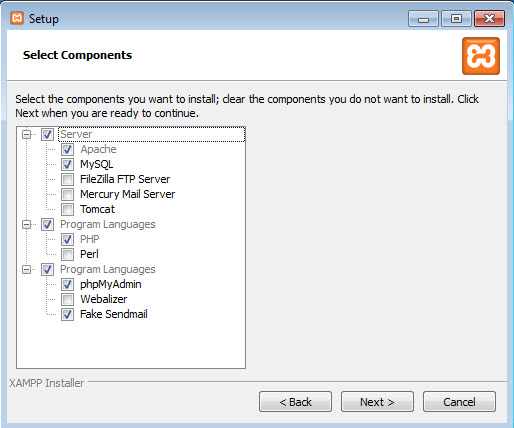 Setup
Select Components
Select the components you want to install; clear the components you do not want to install. Click
Next when you are ready to continue.
Server
Apache
MySQL
FileZilla FTP Server
Mercury Mail Server
Tomcat
Program Languages
PHP
Perl
Program Languages
phpMyAdmin
Webalizer
Fake Sendmail
XAMPP Installer
< Back
Next >
Cancel